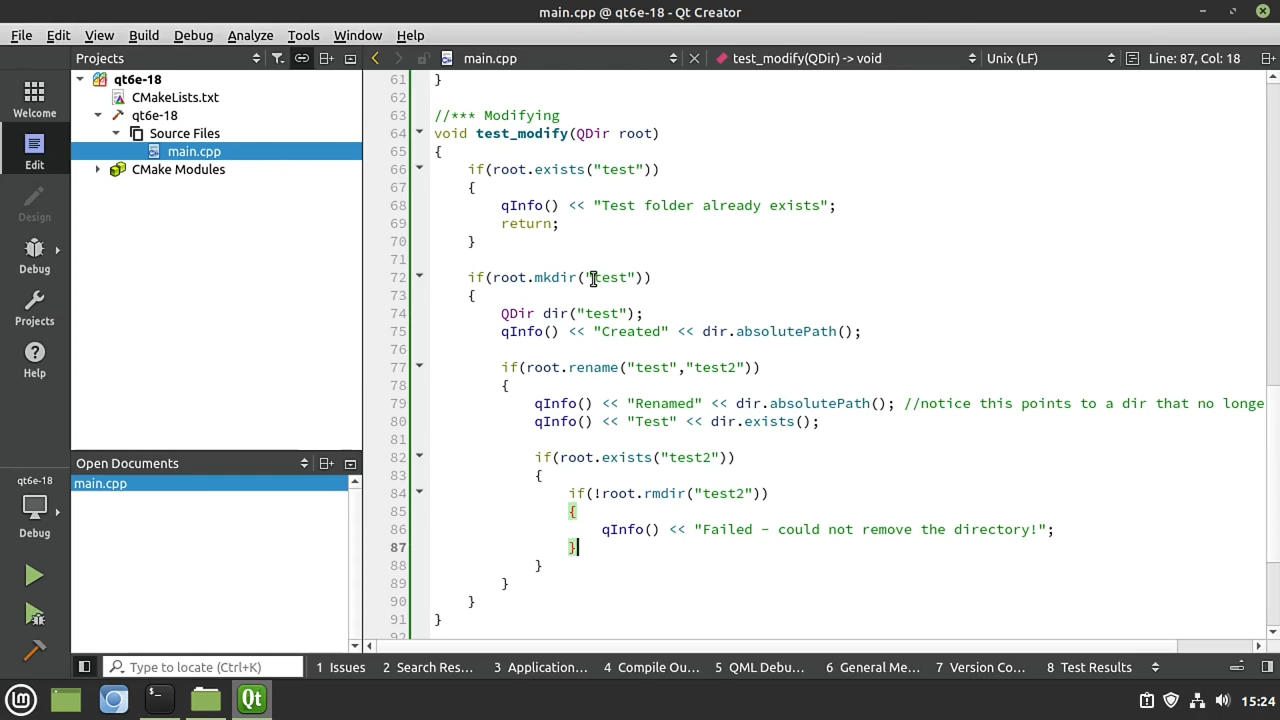 main.cpp @ qt6e-18 - Qt Creator
File Edit View Build Debug Analyze Tools Window Help
Projects
main.cpp
test_modify(QDir) -> void
Unix (LF)
Line: 87, Col: 18
Welcome
Edit
Design
Debug
Projects
Help
qt6e-18
Debug
qt6e-18
CMakeLists.txt
qt6e-18
Source Files
main.cpp
CMake Modules
Open Documents
main.cpp
61 }
62
63 //*** Modifying
64 void test_modify(QDir root)
65 {
66 if(root.exists("test"))
67 {
68 qInfo() << "Test folder already exists";
69 return;
70 }
71
72 if(root.mkdir("test"))
73 {
74 QDir dir("test");
75 qInfo() << "Created" << dir.absolutePath();
76
77 if(root.rename("test","test2"))
78 {
79 qInfo() << "Renamed" << dir.absolutePath(); //notice this points to a dir that no longe
80 qInfo() << "Test" << dir.exists();
81
82 if(root.exists("test2"))
83 {
84 if(!root.rmdir("test2"))
85 {
86 qInfo() << "Failed - could not remove the directory!";
87 }
88 }
89 }
90 }
91 }
92
Type to locate (Ctrl+K)
1 Issues
2 Search Res...
3 Application...
4 Compile Ou...
5 QML Debu...
6 General Me...
7 Version Co...
8 Test Results
15:24